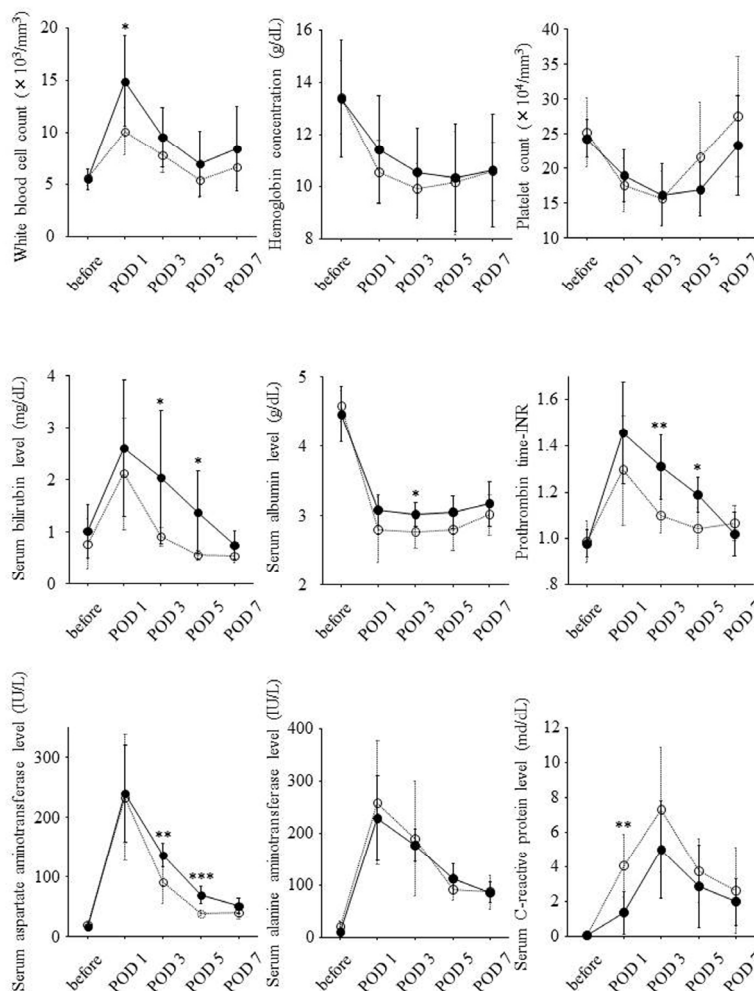 White blood cell count (×10³/mm³)
20
15
10
5
0
*
before
POD 1
POD 3
POD 5
POD 7
Hemoglobin concentration (g/dL)
16
14
12
10
8
before
POD 1
POD 3
POD 5
POD 7
Platelet count (×10⁴/mm³)
40
35
30
25
20
15
10
before
POD 1
POD 3
POD 5
POD 7
Serum bilirubin level (mg/dL)
4
3
2
1
0
*
*
before
POD 1
POD 3
POD 5
POD 7
Serum albumin level (g/dL)
5
4
3
2
*
before
POD 1
POD 3
POD 5
POD 7
Prothrombin time-INR
1.6
1.4
1.2
1.0
.8
**
*
before
POD 1
POD 3
POD 5
POD 7
Serum aspartate aminotransferase level (IU/L)
300
200
100
0
**
***
before
POD 1
POD 3
POD 5
POD 7
Serum alanine aminotransferase level (IU/L)
400
300
200
100
0
before
POD 1
POD 3
POD 5
POD 7
Serum C-reactive protein level (md/dL)
12
10
8
6
4
2
0
**
before
POD 1
POD 3
POD 5
POD 7